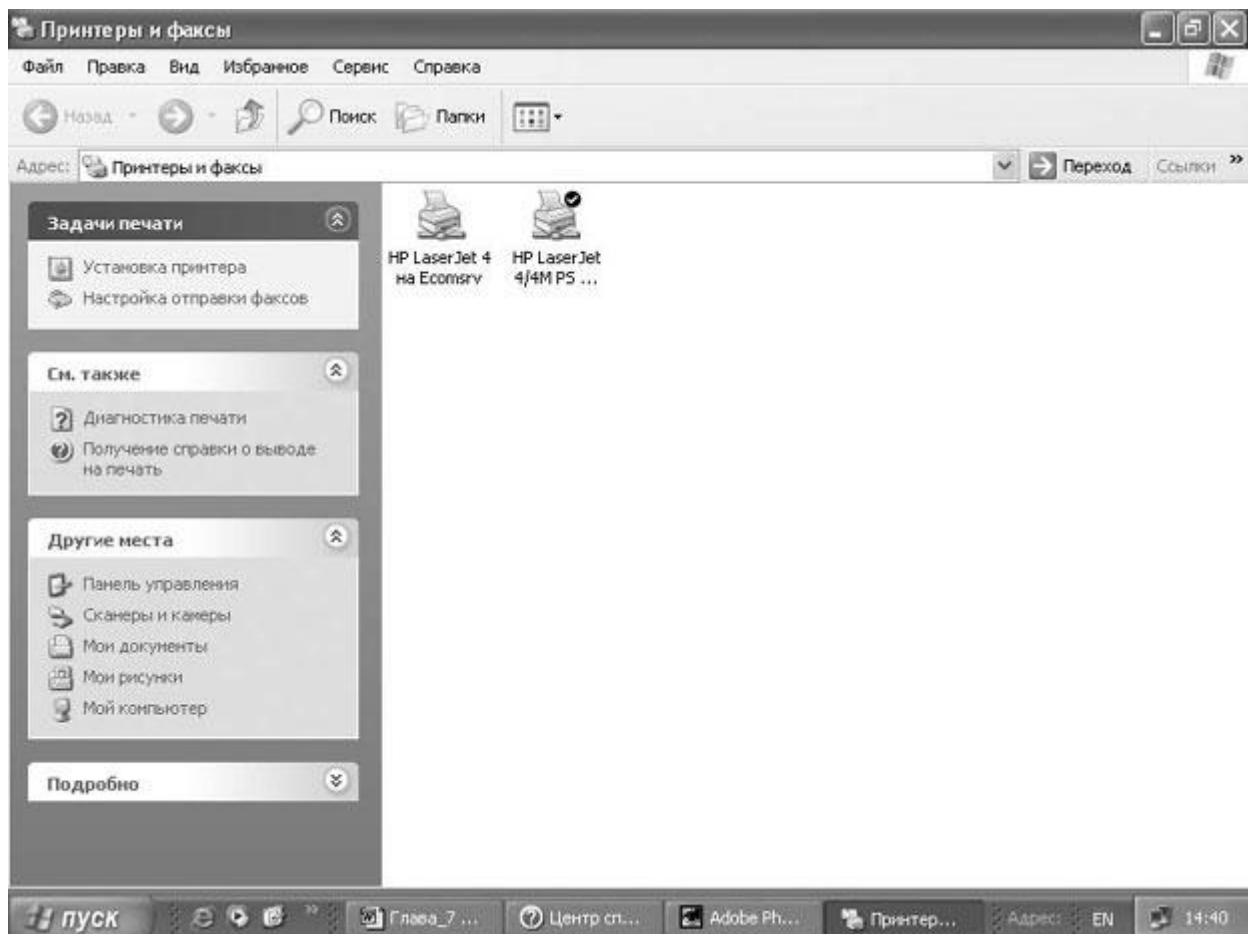 Принтеры и факсы
Файл Правка Вид Избранное Сервис Справка
Назад Поиск Папки
Адрес: Принтеры и факсы Переход Ссылки »
Задачи печати
Установка принтера
Настройка отправки факсов
См. также
Диагностика печати
Получение справки о выводе
на печать
Другие места
Панель управления
Сканеры и камеры
Мои документы
Мои рисунки
Мой компьютер
Подробно
HP LaserJet 4
на Ecomsrv
HP LaserJet
4/4M PS ...
пуск » Глава_7 ... Центр сп... Adobe Ph... Принтер... Адрес: EN 14:40